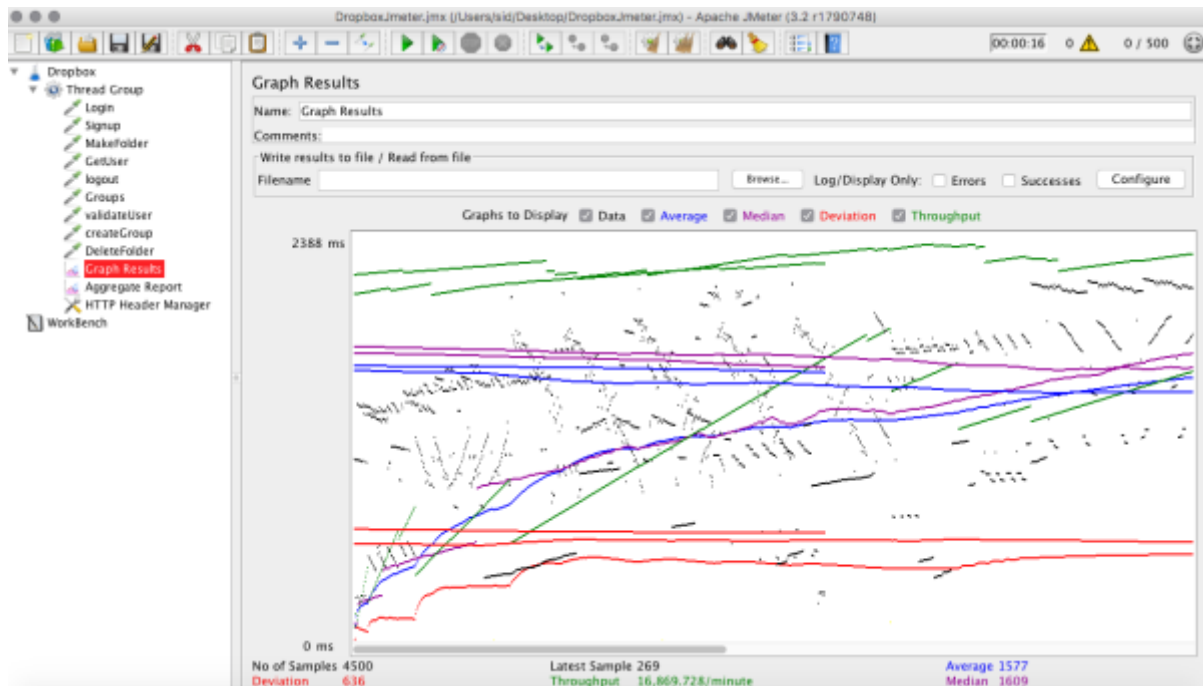 DropboxJmeter.jmx (/Users/sid/Desktop/DropboxJmeter.jmx) - Apache JMeter (3.2 r1790748)
00:00:16 0 0 / 500
Dropbox
Thread Group
Login
Signup
MakeFolder
GetUser
logout
Groups
validateUser
createGroup
DeleteFolder
Graph Results
Aggregate Report
HTTP Header Manager
WorkBench
Graph Results
Name: Graph Results
Comments:
Write results to file / Read from file
Filename Browse... Log/Display Only: Errors Successes Configure
Graphs to Display Data Average Median Deviation Throughput
2388 ms
0 ms
No of Samples 4500 Latest Sample 269 Average 1577
Deviation 636 Throughput 16,869.728/minute Median 1609